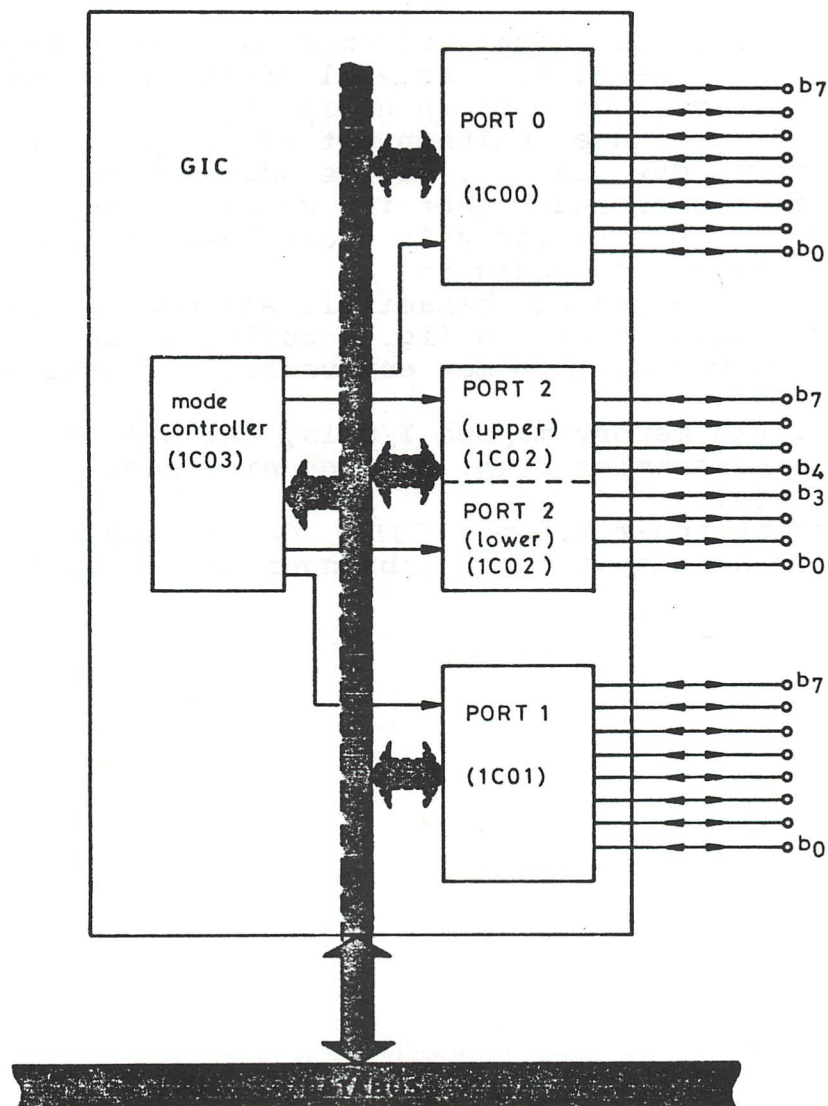 GIC
PORT 0
(1C00)
b7
b0
mode
controller
(1C03)
PORT 2
(upper)
(1C02)
PORT 2
(lower)
(1C02)
b7
b4
b3
b0
PORT 1
(1C01)
b7
b0